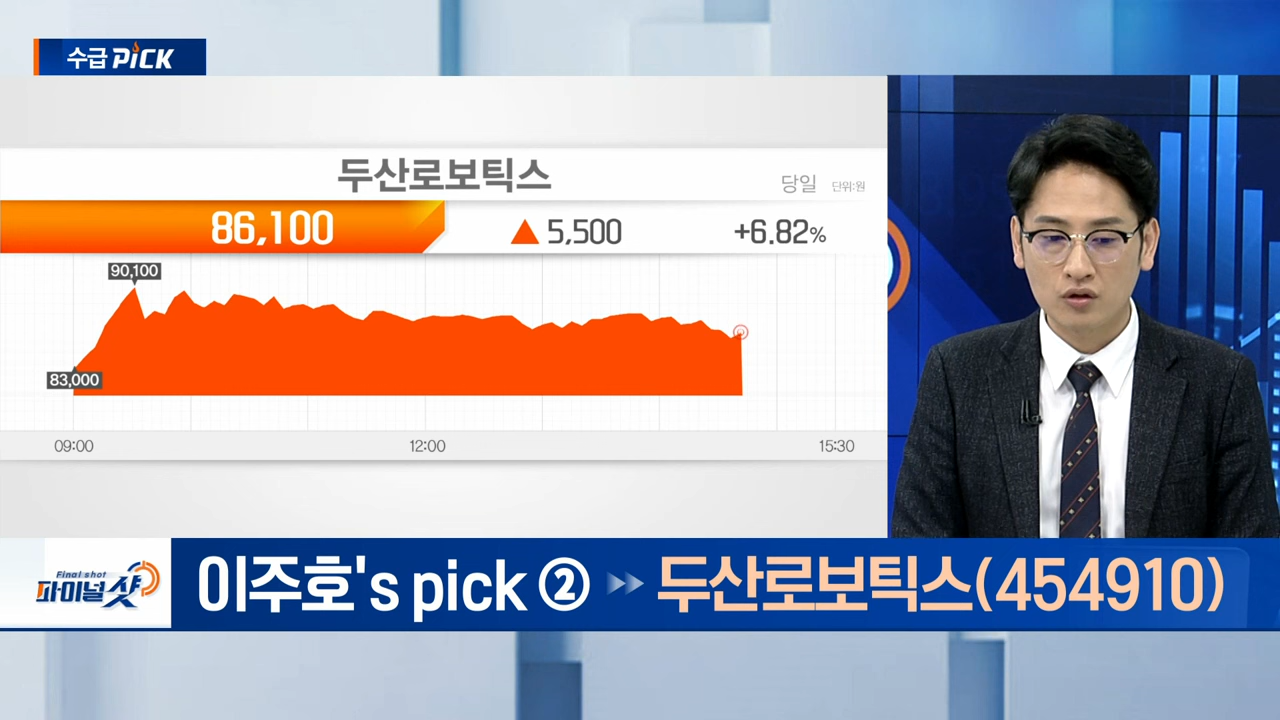 수급 PiCK
두산로보틱스
당일 단위:원
86,100 ▲ 5,500 +6.82%
90,100
83,000
09:00 12:00 15:30
Final shot
파이널샷
이주호's pick ② 두산로보틱스(454910)